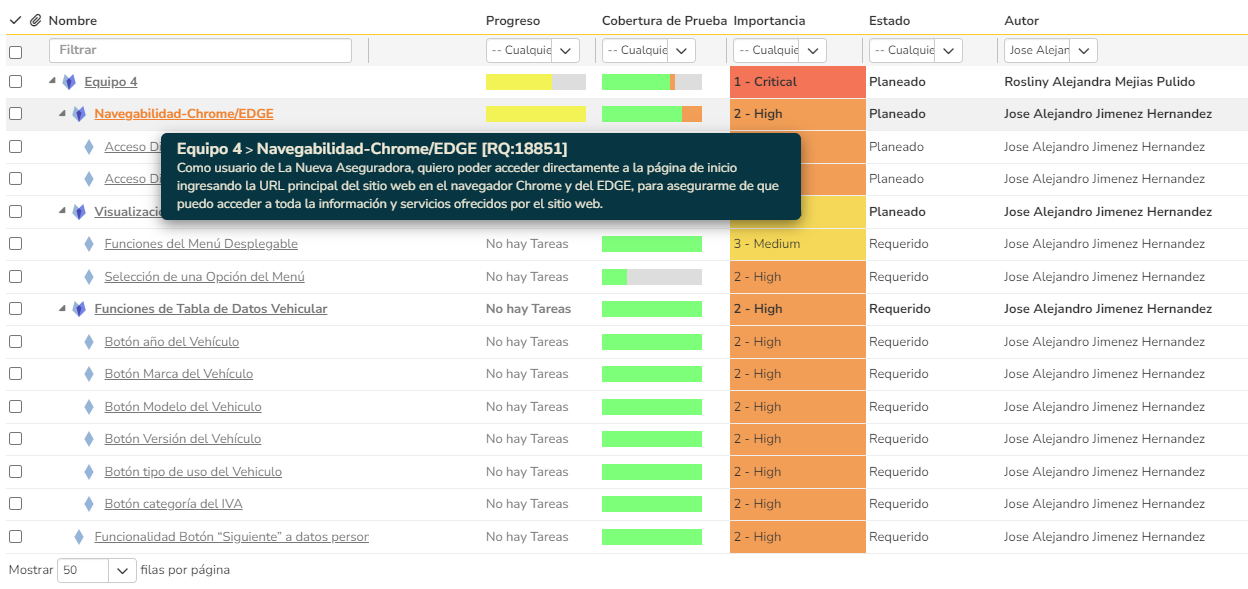 Nombre Progreso Cobertura de Prueba Importancia Estado Autor
Filtrar -- Cualquie -- Cualquie -- Cualquie -- Cualquie Jose Alejan
Equipo 4 1 - Critical Planeado Rosliny Alejandra Mejias Pulido
Navegabilidad-Chrome/EDGE 2 - High Planeado Jose Alejandro Jimenez Hernandez
Acceso Di Planeado Jose Alejandro Jimenez Hernandez
Equipo 4 > Navegabilidad-Chrome/EDGE [RQ:18851]
Como usuario de La Nueva Aseguradora, quiero poder acceder directamente a la página de inicio
ingresando la URL principal del sitio web en el navegador Chrome y del EDGE, para asegurarme de que
puedo acceder a toda la información y servicios ofrecidos por el sitio web.
Acceso Di Planeado Jose Alejandro Jimenez Hernandez
Visualizaci Planeado Jose Alejandro Jimenez Hernandez
Funciones del Menú Desplegable No hay Tareas 3 - Medium Requerido Jose Alejandro Jimenez Hernandez
Selección de una Opción del Menú No hay Tareas 2 - High Requerido Jose Alejandro Jimenez Hernandez
Funciones de Tabla de Datos Vehicular No hay Tareas 2 - High Requerido Jose Alejandro Jimenez Hernandez
Botón año del Vehículo No hay Tareas 2 - High Requerido Jose Alejandro Jimenez Hernandez
Botón Marca del Vehículo No hay Tareas 2 - High Requerido Jose Alejandro Jimenez Hernandez
Botón Modelo del Vehiculo No hay Tareas 2 - High Requerido Jose Alejandro Jimenez Hernandez
Botón Versión del Vehículo No hay Tareas 2 - High Requerido Jose Alejandro Jimenez Hernandez
Botón tipo de uso del Vehiculo No hay Tareas 2 - High Requerido Jose Alejandro Jimenez Hernandez
Botón categoría del IVA No hay Tareas 2 - High Requerido Jose Alejandro Jimenez Hernandez
Funcionalidad Botón “Siguiente” a datos person No hay Tareas 2 - High Requerido Jose Alejandro Jimenez Hernandez
Mostrar 50 filas por página